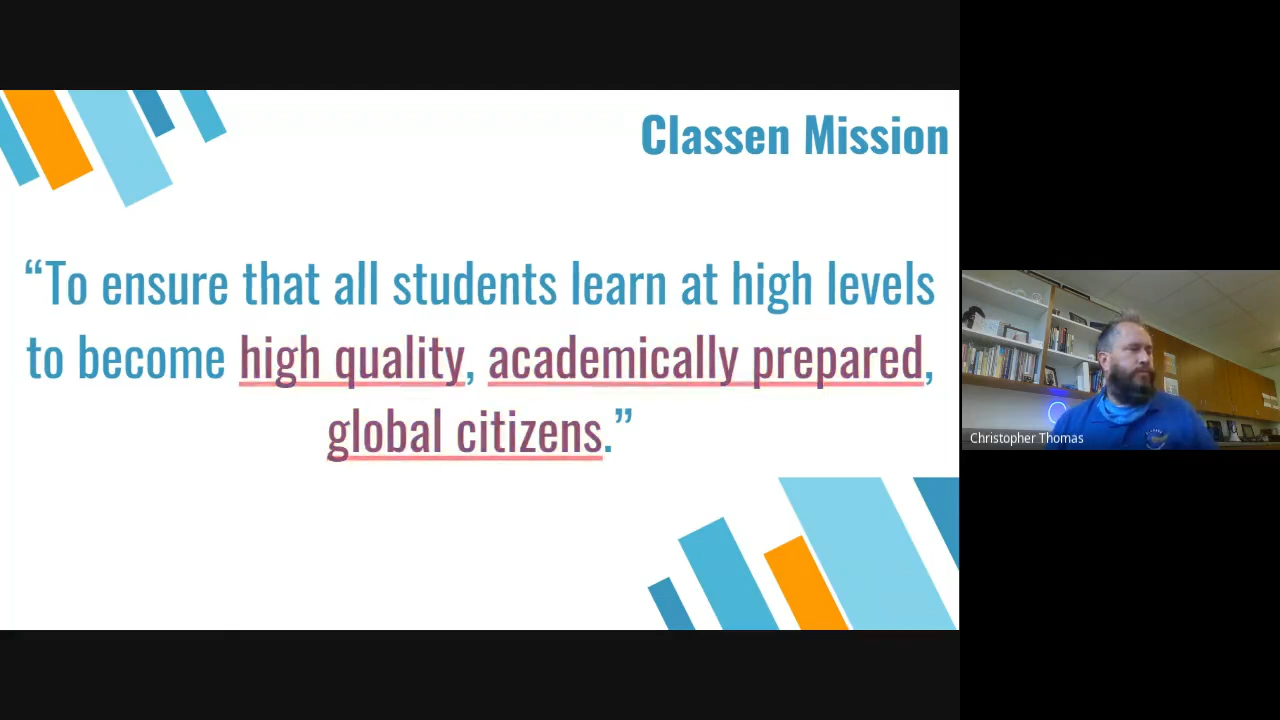 Classen Mission
“To ensure that all students learn at high levels
to become high quality, academically prepared,
global citizens.”
Christopher Thomas